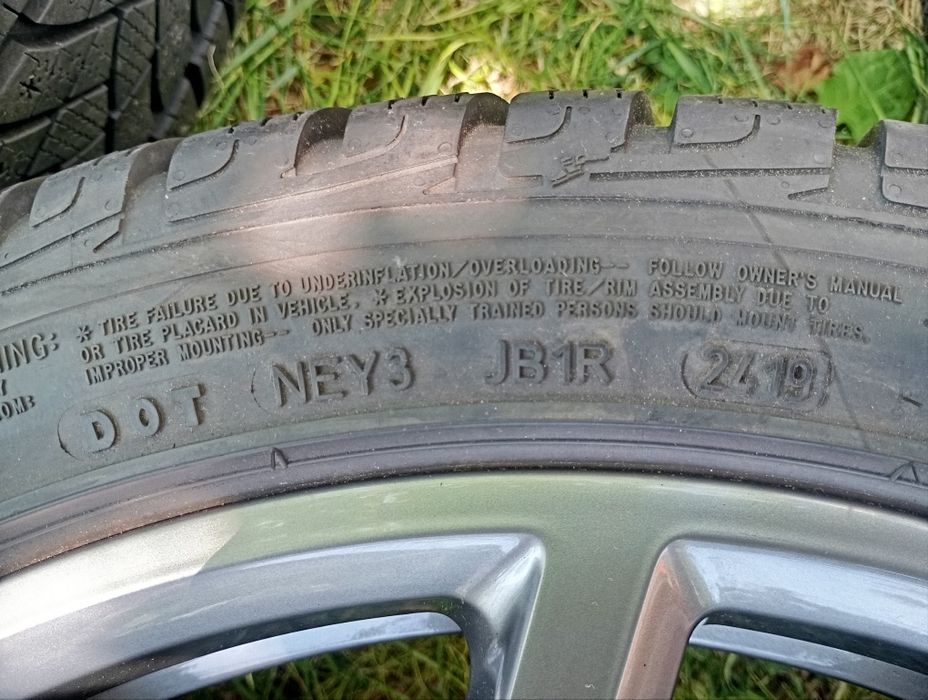 NING: * TIRE FAILURE DUE TO UNDERINFLATION/OVERLOADING-- FOLLOW OWNER'S MANUAL
OR TIRE PLACARD IN VEHICLE. * EXPLOSION OF TIRE/RIM ASSEMBLY DUE TO
IMPROPER MOUNTING-- ONLY SPECIALLY TRAINED PERSONS SHOULD MOUNT TIRES.
DOT NEY3 JB1R 2419